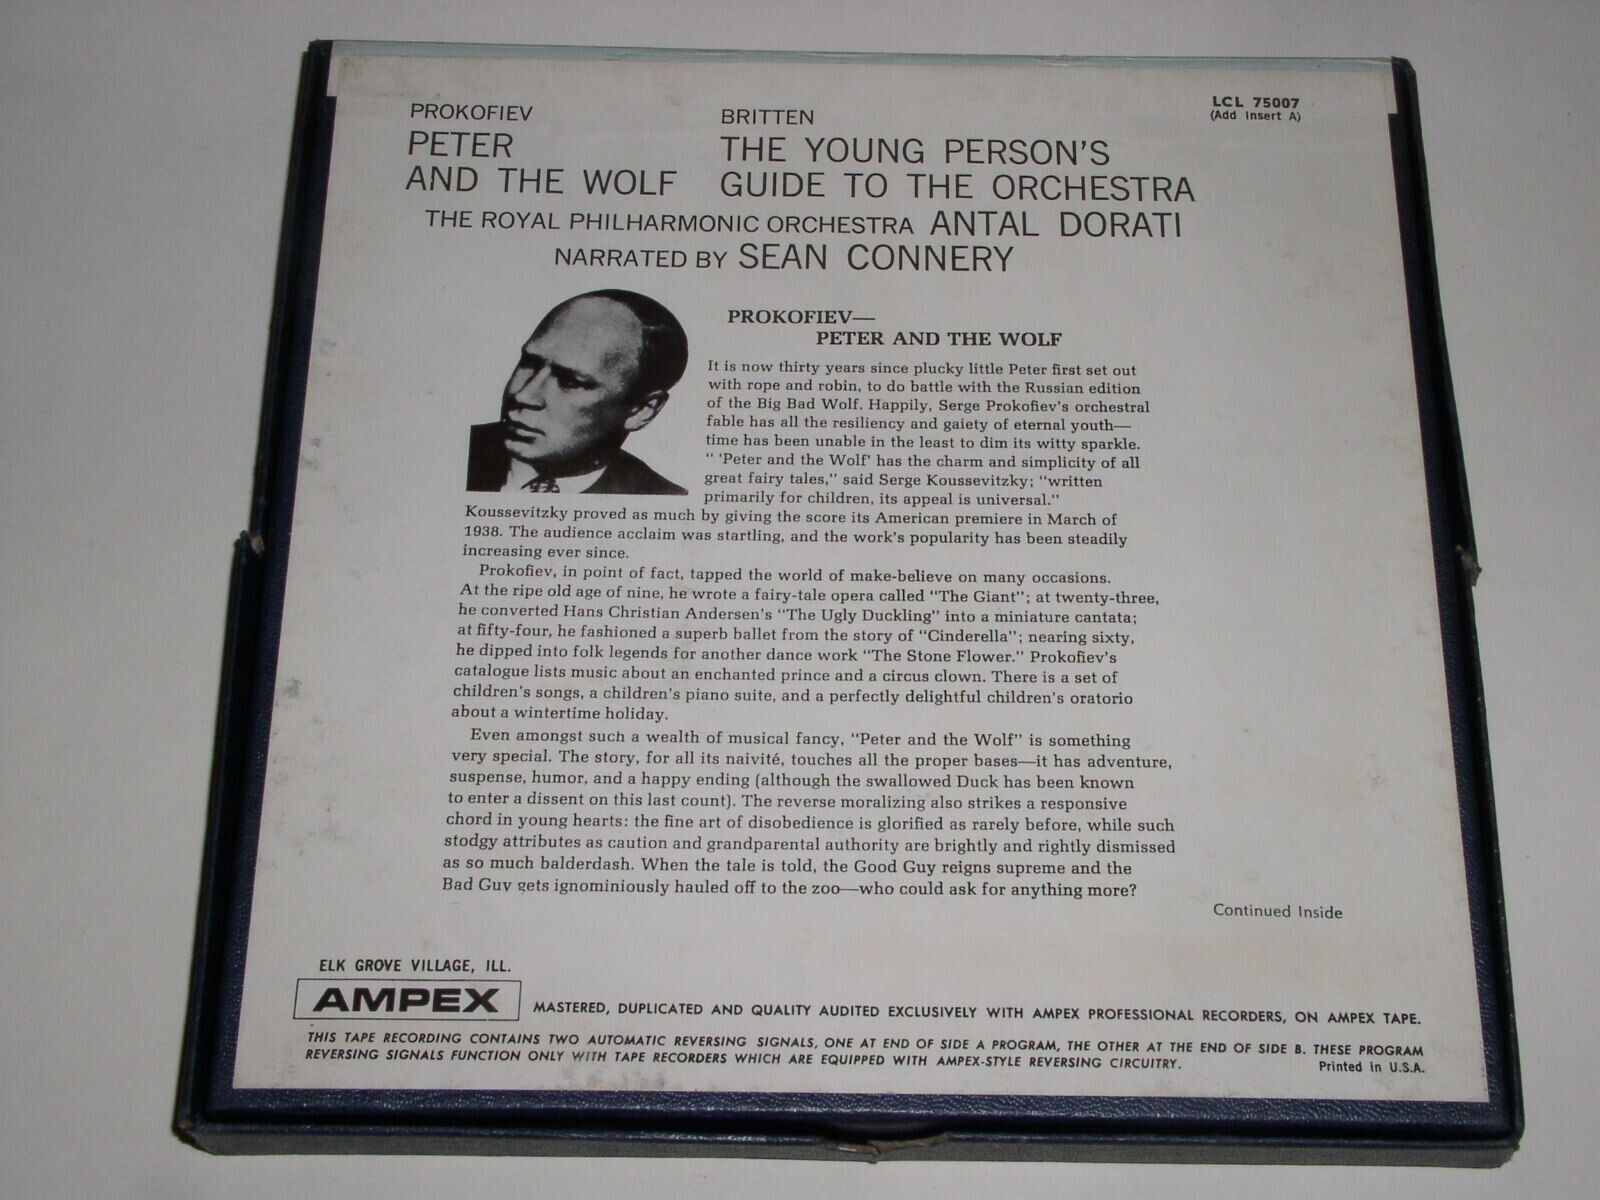 LCL 75007
(Add Insert A)
PROKOFIEV
PETER
AND THE WOLF
BRITTEN
THE YOUNG PERSON'S
GUIDE TO THE ORCHESTRA
THE ROYAL PHILHARMONIC ORCHESTRA ANTAL DORATI
NARRATED BY SEAN CONNERY
PROKOFIEV—
PETER AND THE WOLF
It is now thirty years since plucky little Peter first set out
with rope and robin, to do battle with the Russian edition
of the Big Bad Wolf. Happily, Serge Prokofiev's orchestral
fable has all the resiliency and gaiety of eternal youth—
time has been unable in the least to dim its witty sparkle.
" 'Peter and the Wolf' has the charm and simplicity of all
great fairy tales," said Serge Koussevitzky; "written
primarily for children, its appeal is universal."
Koussevitzky proved as much by giving the score its American premiere in March of
1938. The audience acclaim was startling, and the work's popularity has been steadily
increasing ever since.
Prokofiev, in point of fact, tapped the world of make-believe on many occasions.
At the ripe old age of nine, he wrote a fairy-tale opera called "The Giant"; at twenty-three,
he converted Hans Christian Andersen's "The Ugly Duckling" into a miniature cantata;
at fifty-four, he fashioned a superb ballet from the story of "Cinderella"; nearing sixty,
he dipped into folk legends for another dance work "The Stone Flower." Prokofiev's
catalogue lists music about an enchanted prince and a circus clown. There is a set of
children's songs, a children's piano suite, and a perfectly delightful children's oratorio
about a wintertime holiday.
Even amongst such a wealth of musical fancy, "Peter and the Wolf" is something
very special. The story, for all its naivité, touches all the proper bases—it has adventure,
suspense, humor, and a happy ending (although the swallowed Duck has been known
to enter a dissent on this last count). The reverse moralizing also strikes a responsive
chord in young hearts: the fine art of disobedience is glorified as rarely before, while such
stodgy attributes as caution and grandparental authority are brightly and rightly dismissed
as so much balderdash. When the tale is told, the Good Guy reigns supreme and the
Bad Guy gets ignominiously hauled off to the zoo—who could ask for anything more?
Continued Inside
ELK GROVE VILLAGE, ILL.
AMPEX
MASTERED, DUPLICATED AND QUALITY AUDITED EXCLUSIVELY WITH AMPEX PROFESSIONAL RECORDERS, ON AMPEX TAPE.
THIS TAPE RECORDING CONTAINS TWO AUTOMATIC REVERSING SIGNALS, ONE AT END OF SIDE A PROGRAM, THE OTHER AT THE END OF SIDE B. THESE PROGRAM
REVERSING SIGNALS FUNCTION ONLY WITH TAPE RECORDERS WHICH ARE EQUIPPED WITH AMPEX-STYLE REVERSING CIRCUITRY.
Printed in U.S.A.